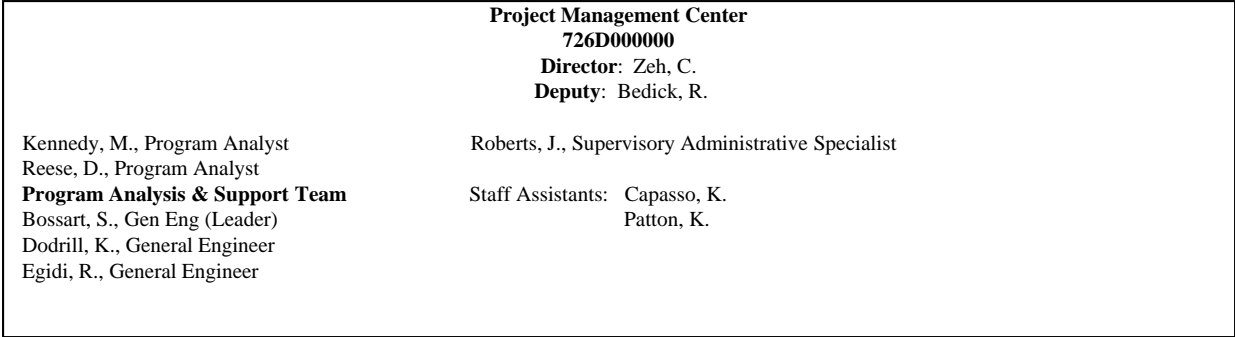 Project Management Center
726D000000
Director: Zeh, C.
Deputy: Bedick, R.
Kennedy, M., Program Analyst
Reese, D., Program Analyst
Program Analysis & Support Team
Bossart, S., Gen Eng (Leader)
Dodrill, K., General Engineer
Egidi, R., General Engineer
Roberts, J., Supervisory Administrative Specialist
Staff Assistants: Capasso, K.
Patton, K.